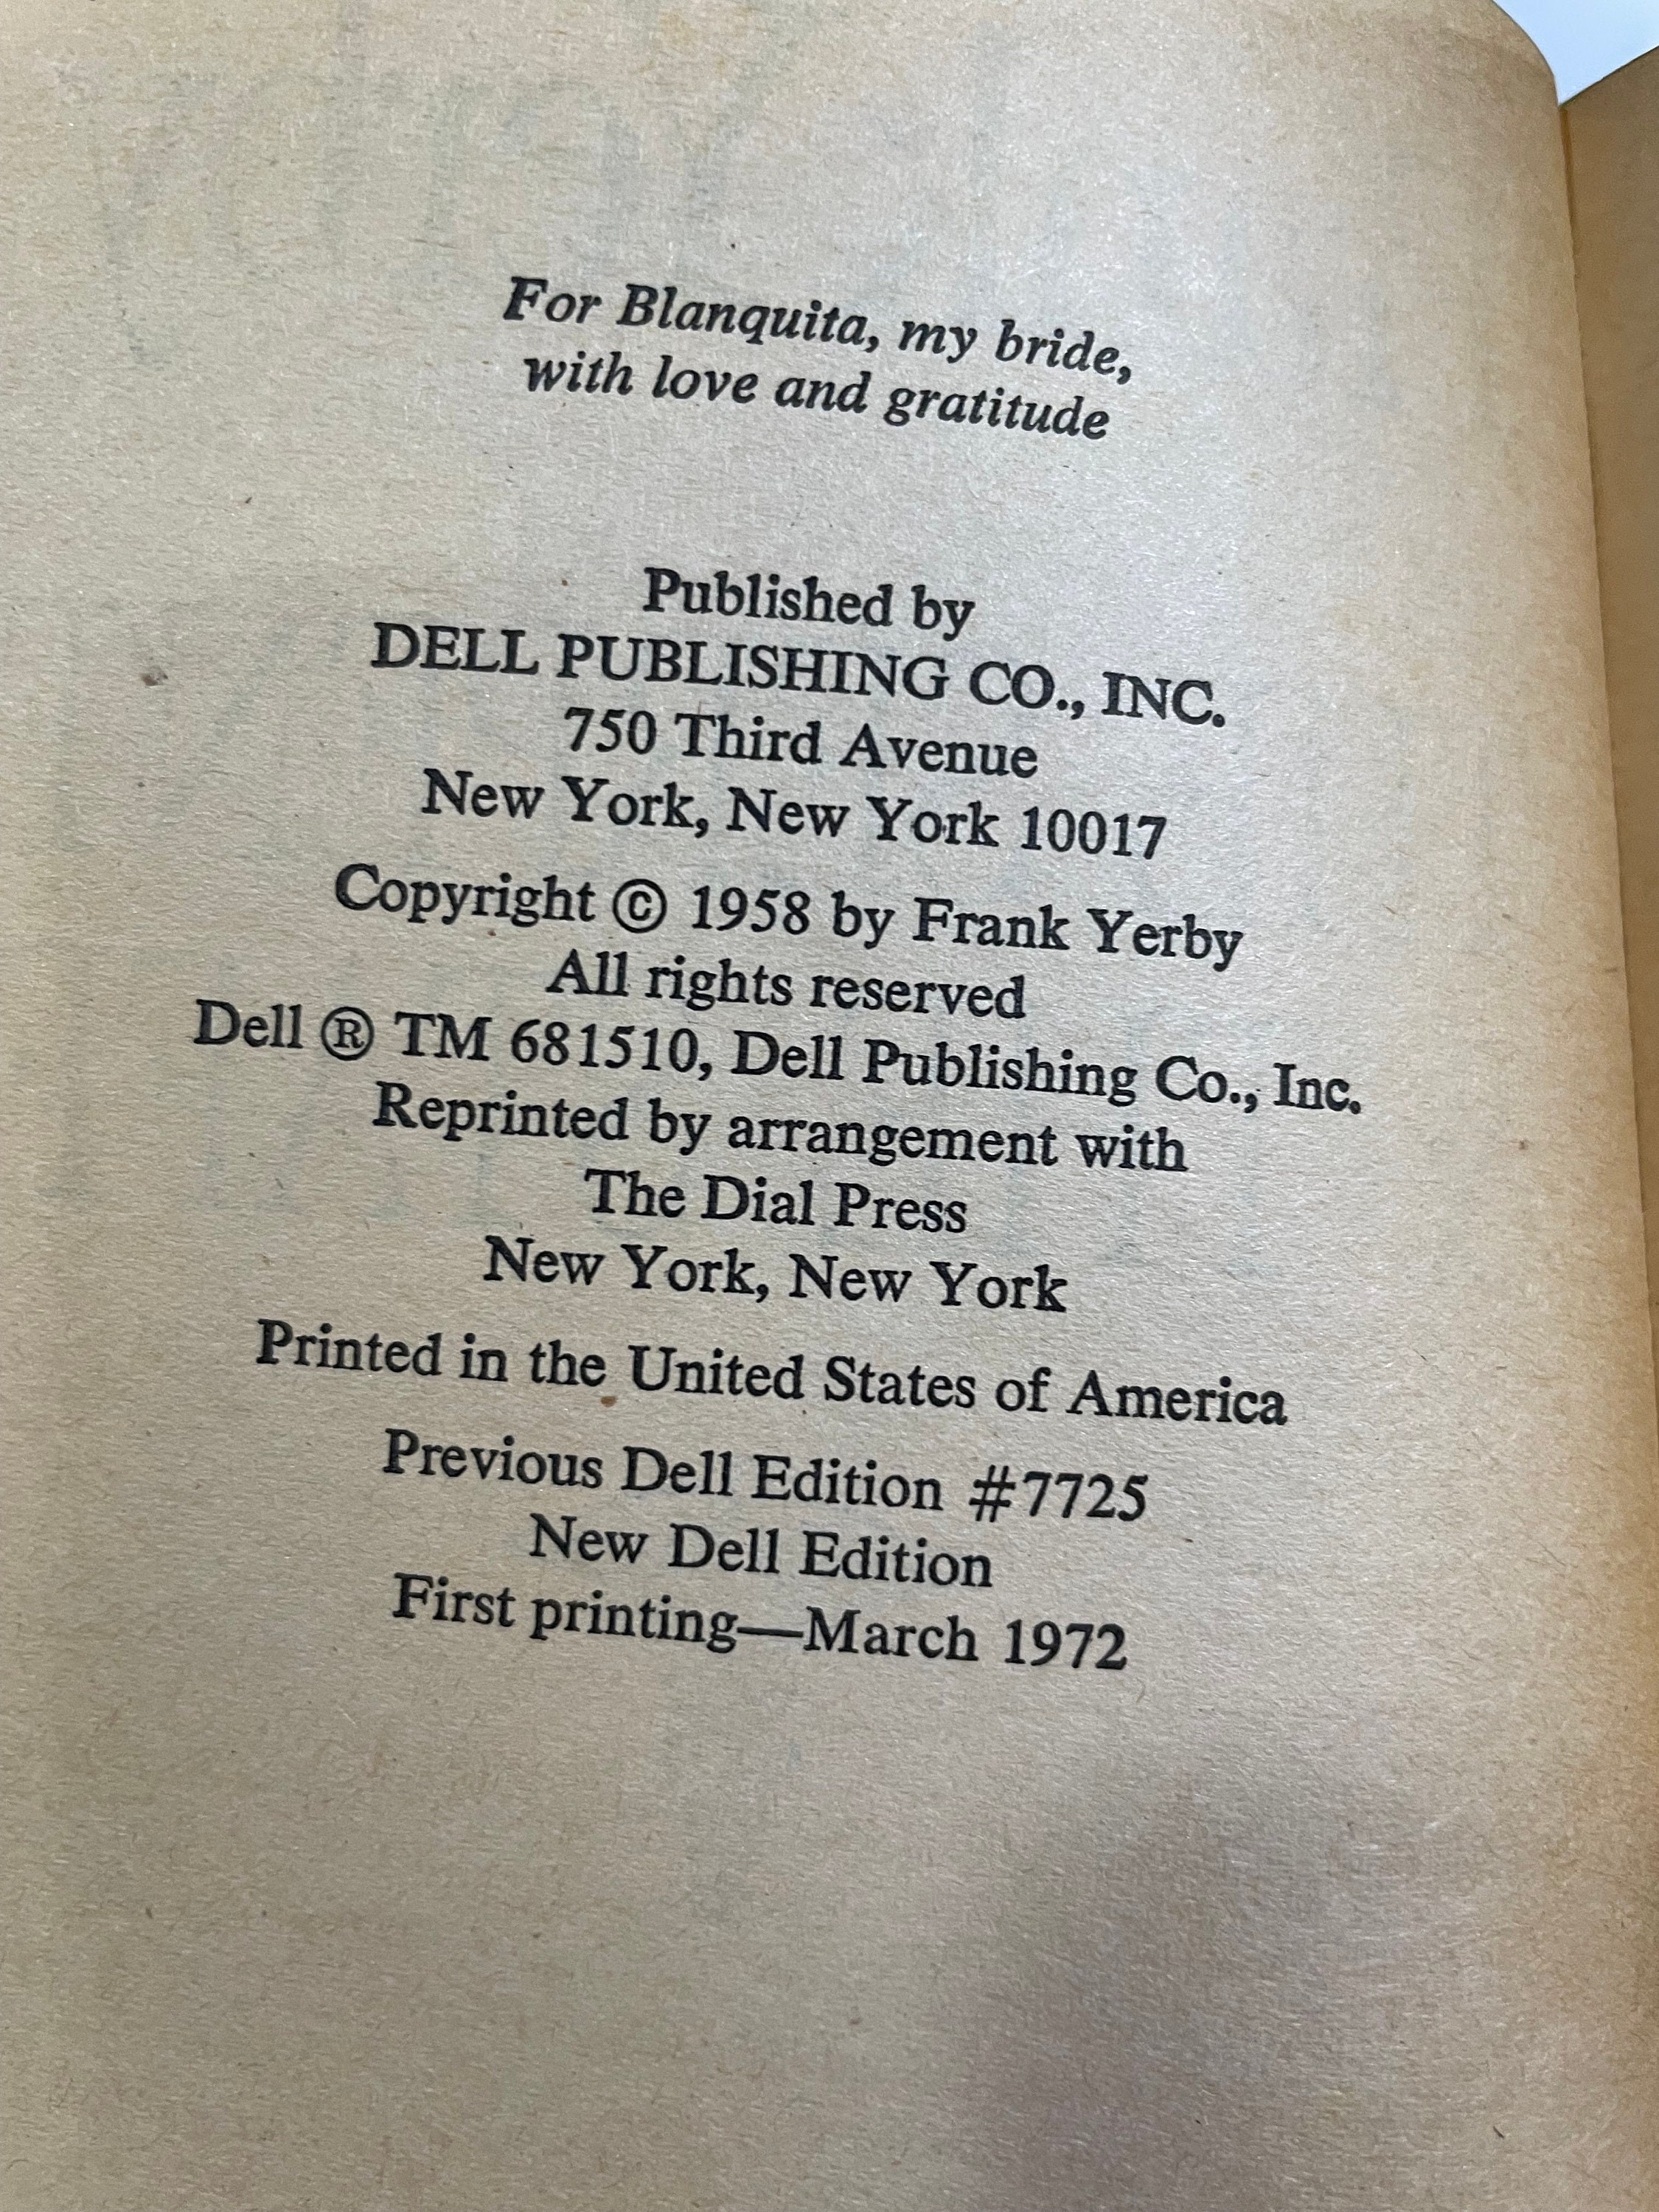 For Blanquita, my bride,
with love and gratitude
Published by
DELL PUBLISHING CO., INC.
750 Third Avenue
New York, New York 10017
Copyright © 1958 by Frank Yerby
All rights reserved
Dell ® TM 681510, Dell Publishing Co., Inc.
Reprinted by arrangement with
The Dial Press
New York, New York
Printed in the United States of America
Previous Dell Edition #7725
New Dell Edition
First printing—March 1972